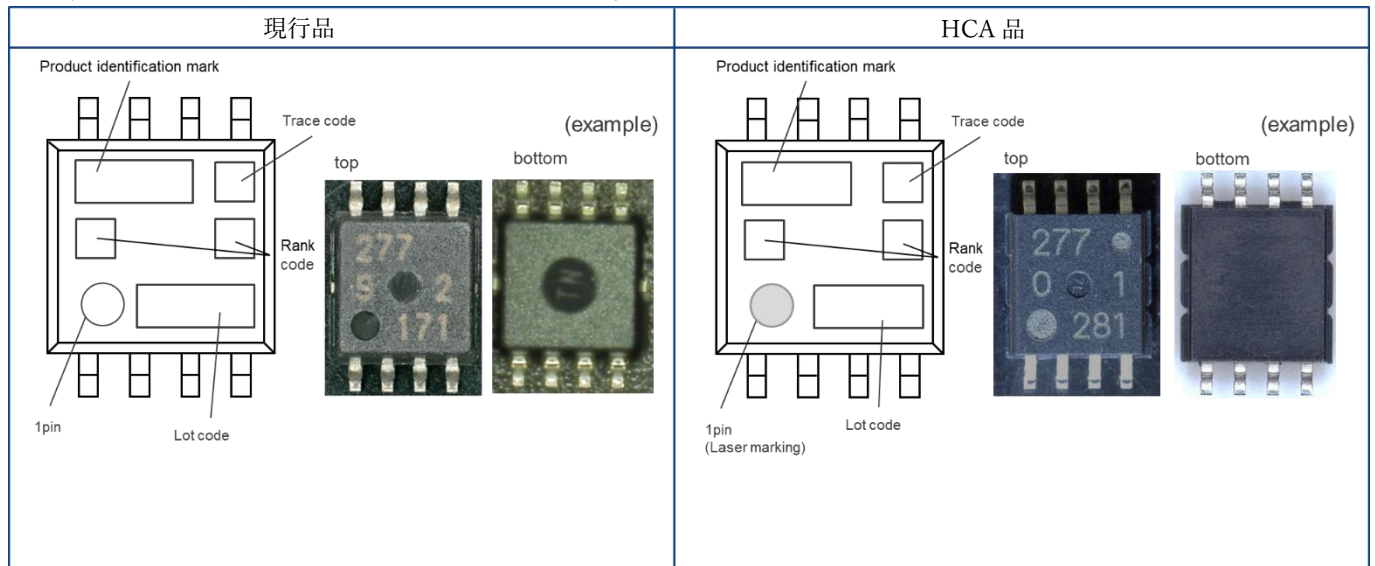 現行品
Product identification mark
Trace code
(example)
top
bottom
Rank
code
277
S 2
171
1pin
Lot code
HCA 品
Product identification mark
Trace code
(example)
top
bottom
Rank
code
277
0 1
281
1pin
(Laser marking)
Lot code